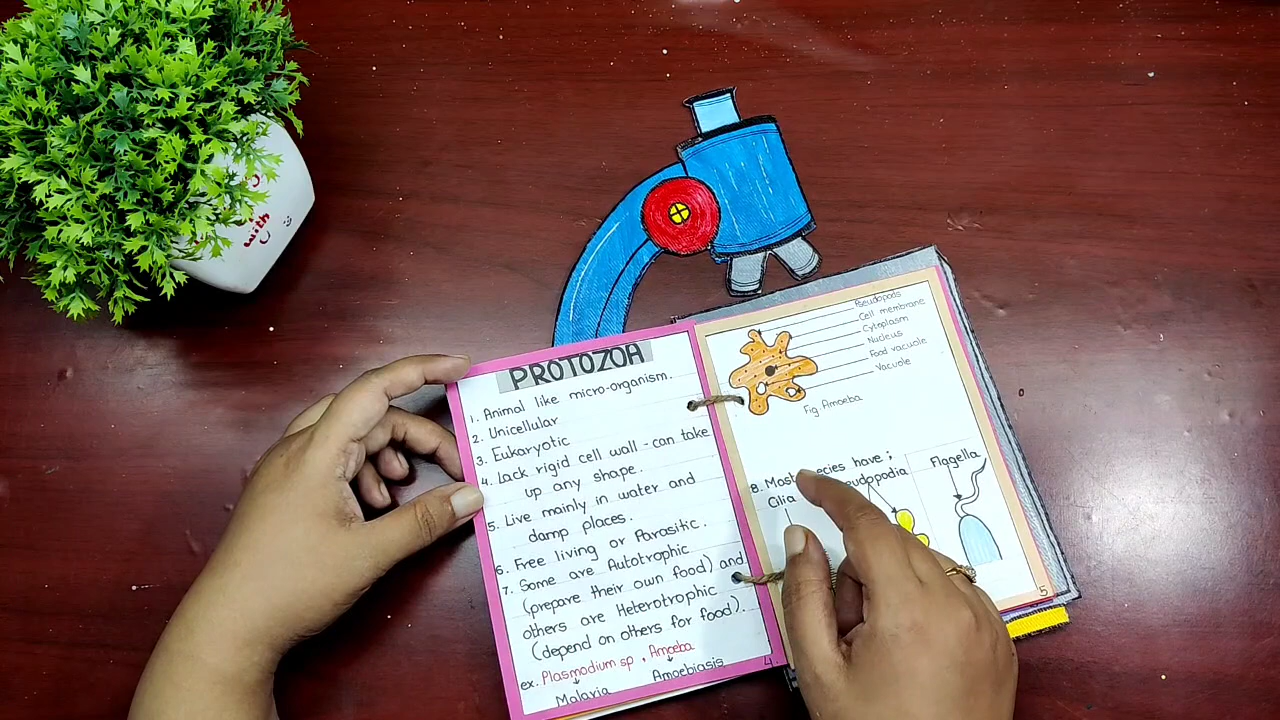 with
PROTOZOA
1. Animal like micro-organism.
2. Unicellular
3. Eukaryotic
4. Lack rigid cell wall - can take
up any shape.
5. Live mainly in water and
damp places.
6. Free living or Parasitic.
7. Some are Autotrophic
(prepare their own food) and
others are Heterotrophic
(depend on others for food).
ex. Plasmodium sp, Amoeba
Malaria Amoebiasis
4.
Pseudopods
Cell membrane
Cytoplasm
Nucleus
Food vacuole
Vacuole
Fig: Amoeba
8. Most have ;
Cilia
Flagella
5